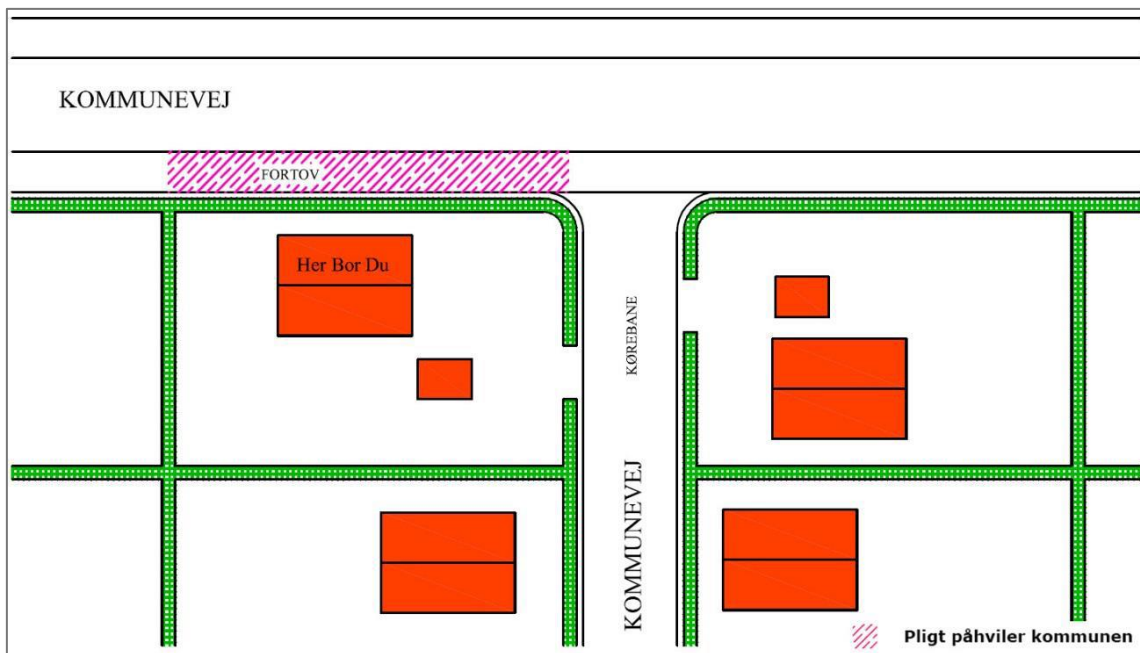 KOMMUNEVEJ
FORTOV
Her Bor Du
KØREBANE
KOMMUNEVEJ
Pligt påhviler kommunen